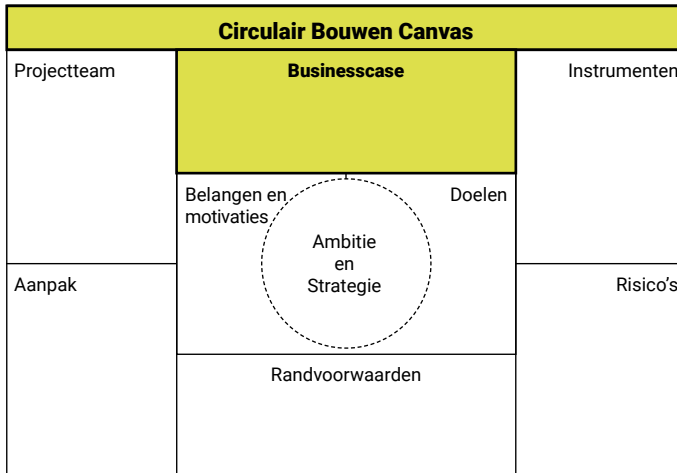 Circulair Bouwen Canvas
Projectteam
Businesscase
Instrumenten
Belangen en
motivaties
Doelen
Ambitie
en
Strategie
Aanpak
Risico's
Randvoorwaarden